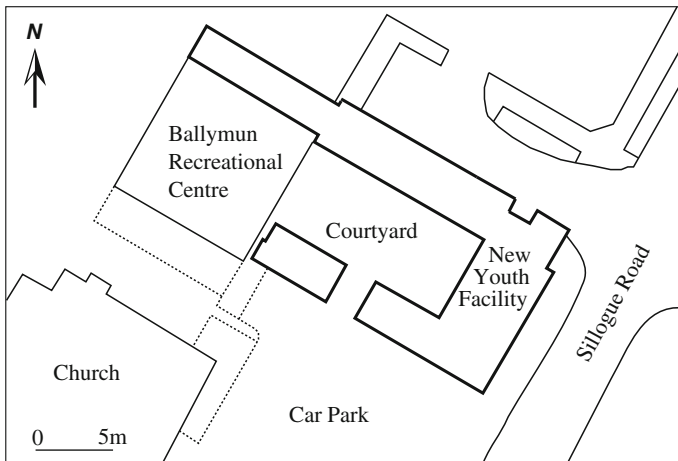 N
Ballymun
Recreational
Centre
Courtyard
New
Youth
Facility
Sillogue Road
Church
Car Park
0 5m